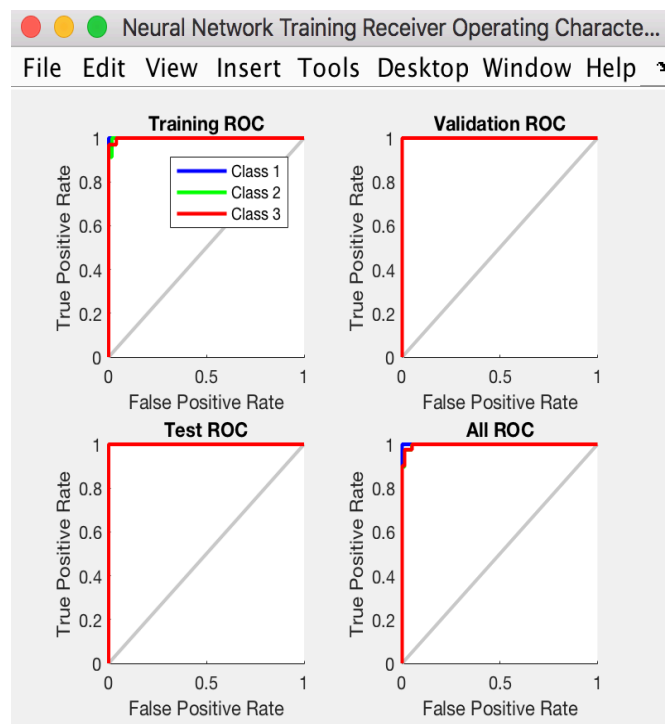 Neural Network Training Receiver Operating Characte...
File Edit View Insert Tools Desktop Window Help
Training ROC
1
0.8
0.6
0.4
0.2
0
True Positive Rate
Class 1
Class 2
Class 3
0 0.5 1
False Positive Rate
Validation ROC
1
0.8
0.6
0.4
0.2
0
True Positive Rate
0 0.5 1
False Positive Rate
Test ROC
1
0.8
0.6
0.4
0.2
0
True Positive Rate
0 0.5 1
False Positive Rate
All ROC
1
0.8
0.6
0.4
0.2
0
True Positive Rate
0 0.5 1
False Positive Rate